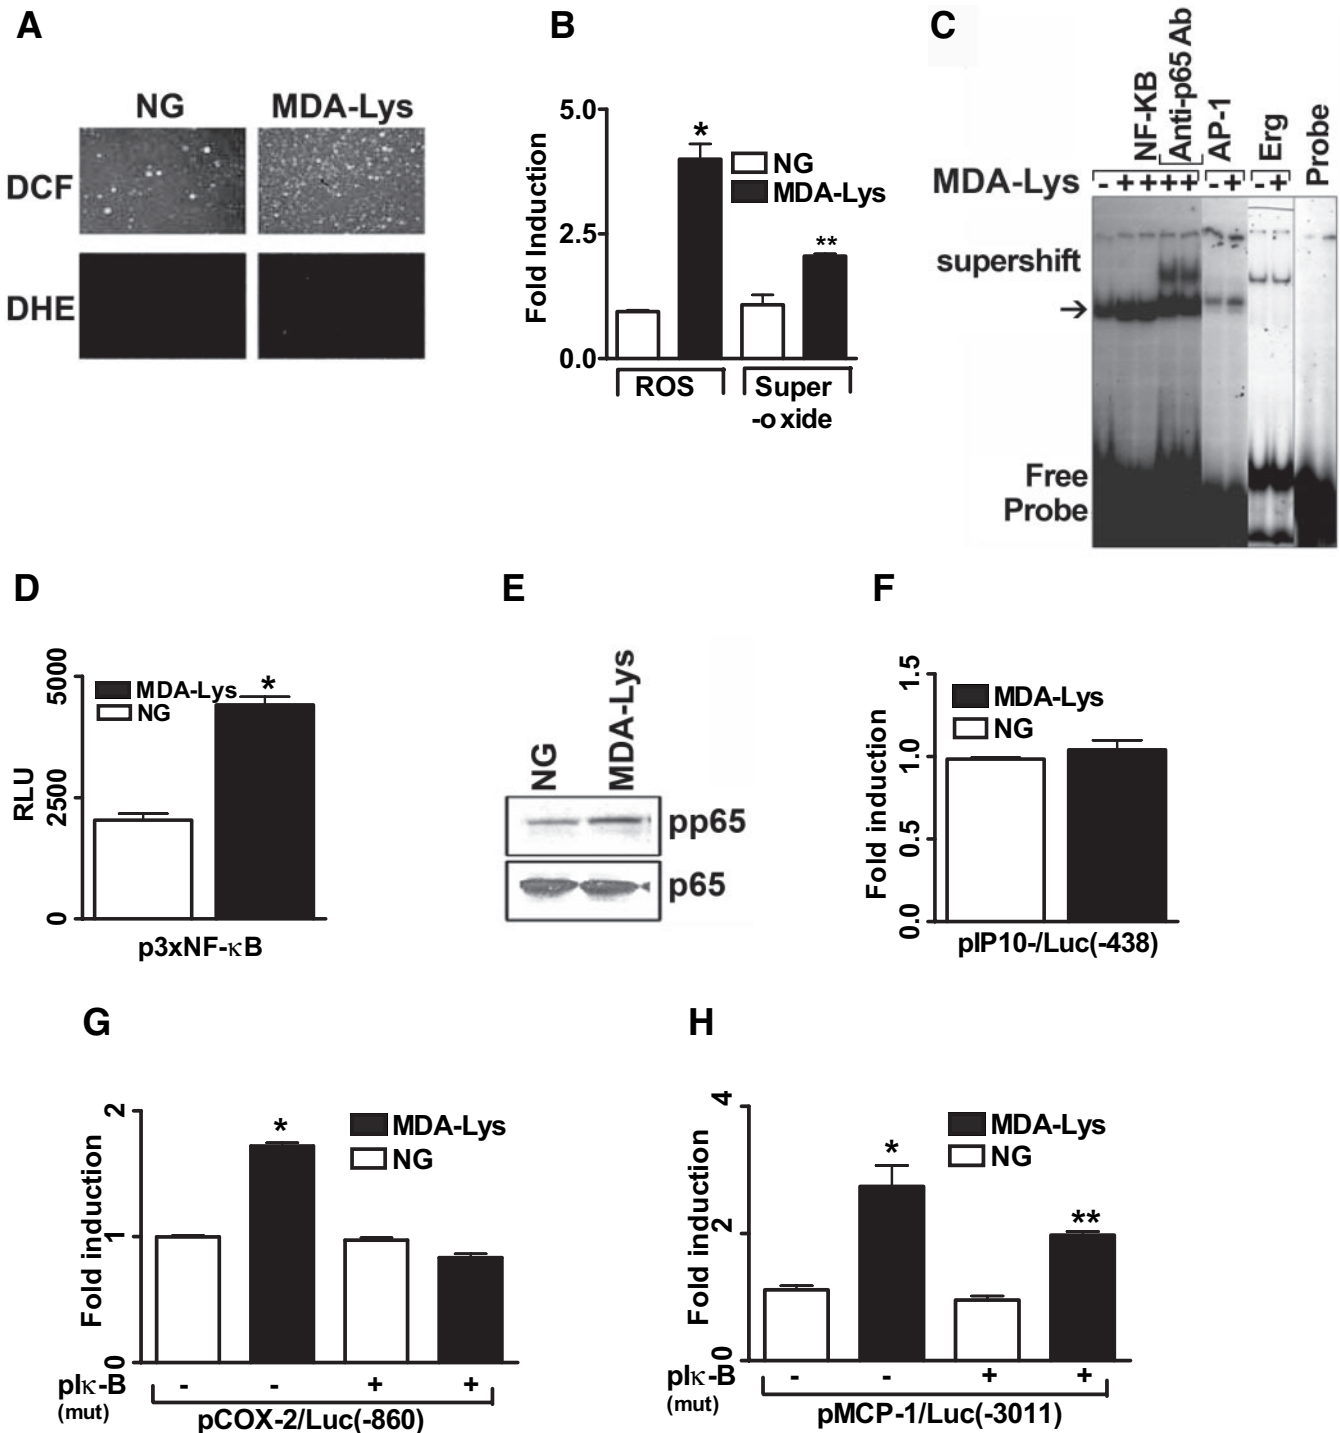 A
NG
MDA-Lys
DCF
DHE
B
Fold Induction
5.0
2.5
0.0
*
**
NG
MDA-Lys
ROS
Super
-oxide
C
NF-KB
Anti-p65 Ab
AP-1
Erg
Probe
MDA-Lys
- + + + + - + - +
supershift
→
Free
Probe
D
RLU
5000
2500
0
MDA-Lys
NG
*
p3xNF-κB
E
NG
MDA-Lys
pp65
p65
F
Fold induction
1.5
1.0
0.5
0.0
MDA-Lys
NG
pIP10-/Luc(-438)
G
Fold induction
2
1
0
*
MDA-Lys
NG
pIκ-B - - + +
(mut)
pCOX-2/Luc(-860)
H
Fold induction
4
2
0
*
**
MDA-Lys
NG
pIκ-B - - + +
(mut)
pMCP-1/Luc(-3011)